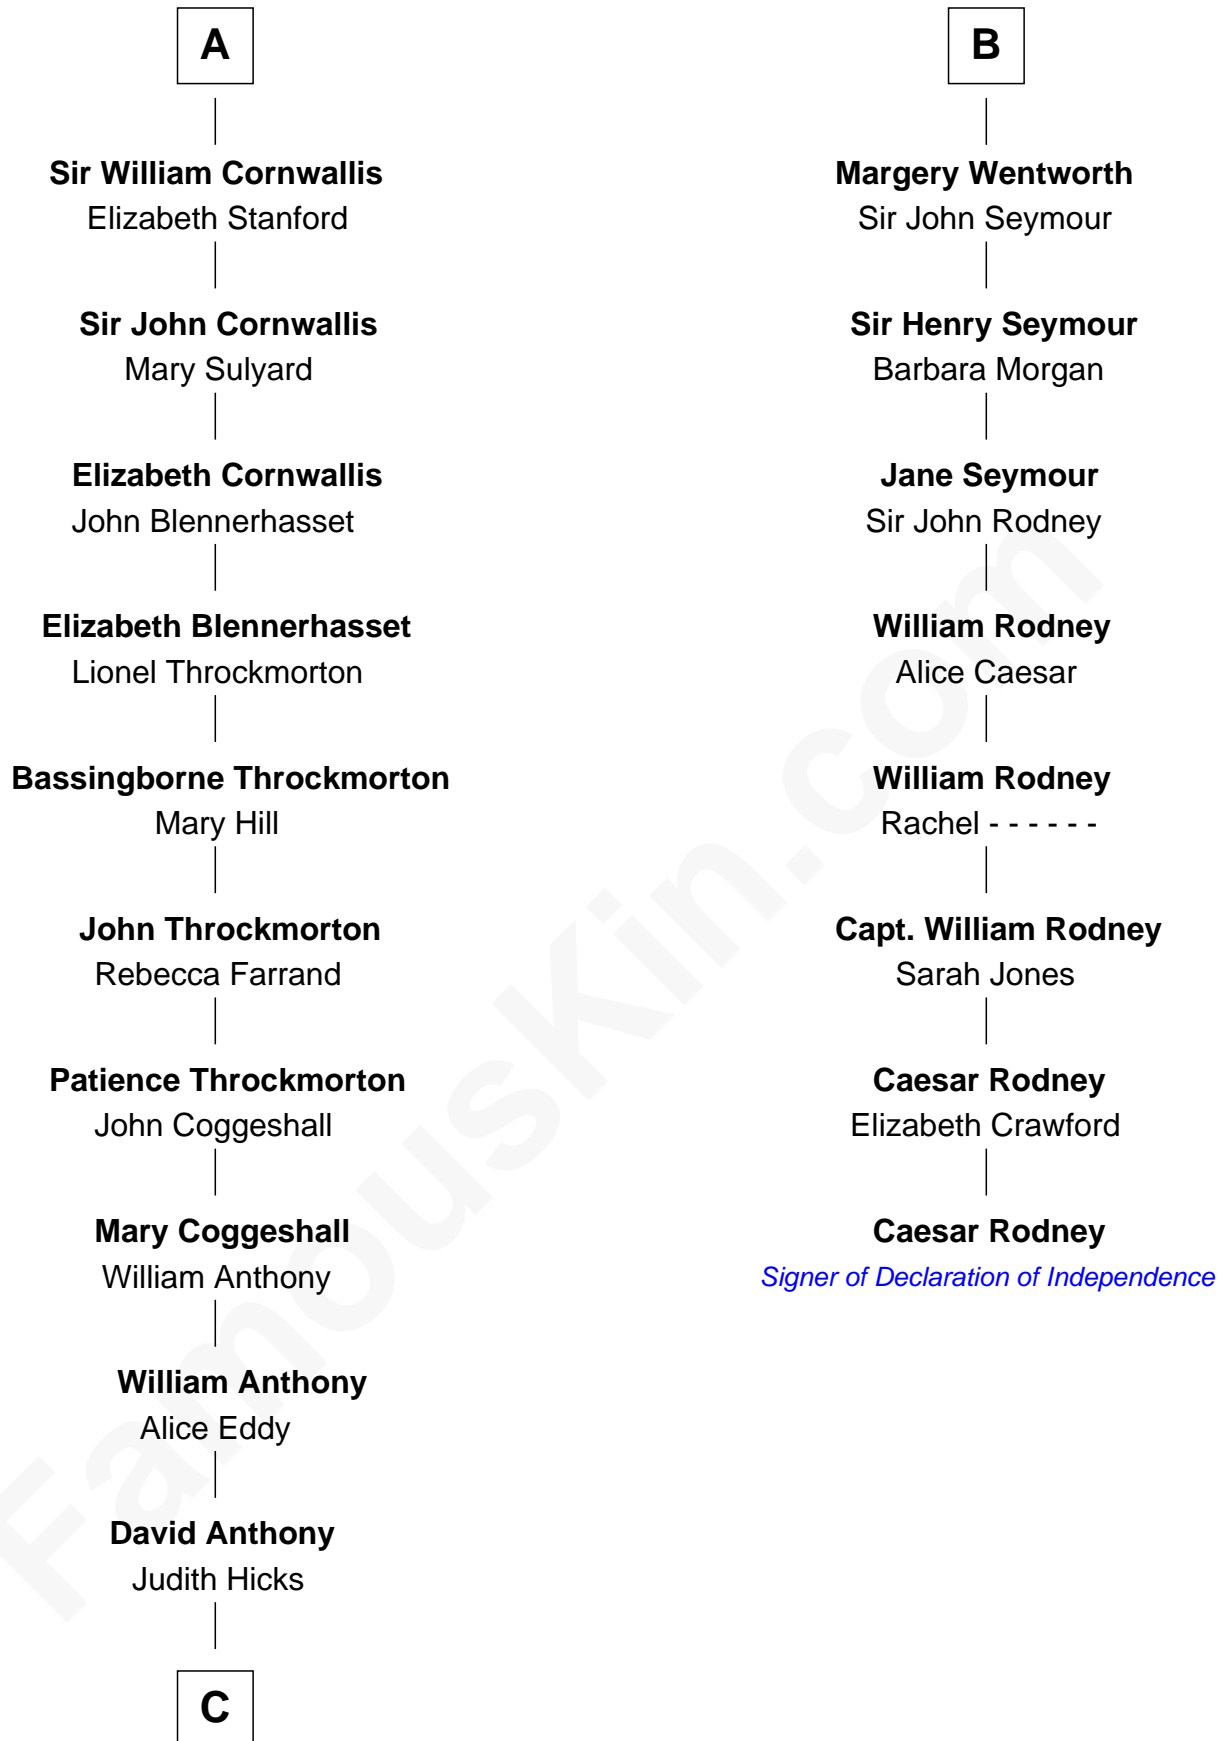 A
Sir William Cornwallis
Elizabeth Stanford
Sir John Cornwallis
Mary Sulyard
Elizabeth Cornwallis
John Blennerhasset
Elizabeth Blennerhasset
Lionel Throckmorton
Bassingborne Throckmorton
Mary Hill
John Throckmorton
Rebecca Farrand
Patience Throckmorton
John Coggeshall
Mary Coggeshall
William Anthony
William Anthony
Alice Eddy
David Anthony
Judith Hicks
C
B
Margery Wentworth
Sir John Seymour
Sir Henry Seymour
Barbara Morgan
Jane Seymour
Sir John Rodney
William Rodney
Alice Caesar
William Rodney
Rachel - - - - - -
Capt. William Rodney
Sarah Jones
Caesar Rodney
Elizabeth Crawford
Caesar Rodney
Signer of Declaration of Independence
FamousKin.com